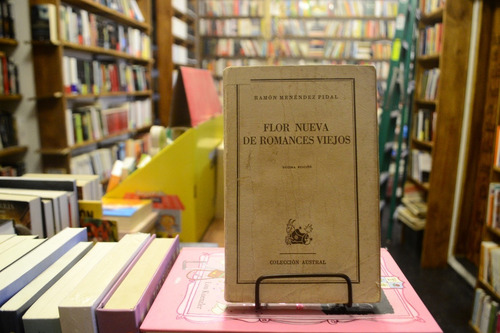 RAMÓN MENÉNDEZ PIDAL
FLOR NUEVA
DE ROMANCES VIEJOS
COLECCIÓN AUSTRAL